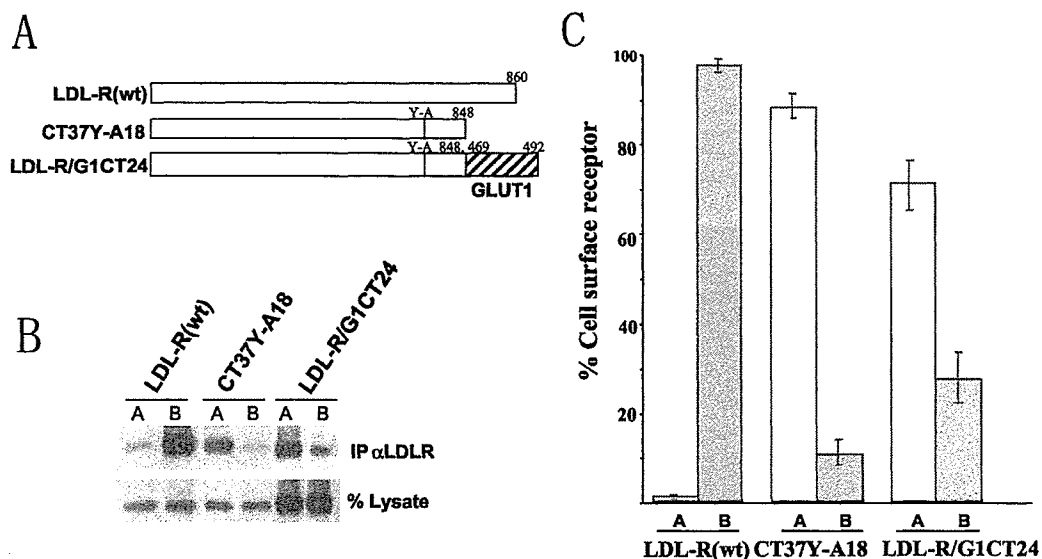 A
LDL-R(wt)
860
CT37Y-A18
Y-A 848
LDL-R/G1CT24
Y-A 848, 469 492
GLUT1
B
LDL-R(wt)
CT37Y-A18
LDL-R/G1CT24
A B A B A B
IP αLDLR
% Lysate
C
% Cell surface receptor
100
80
60
40
20
A B A B A B
LDL-R(wt) CT37Y-A18 LDL-R/G1CT24